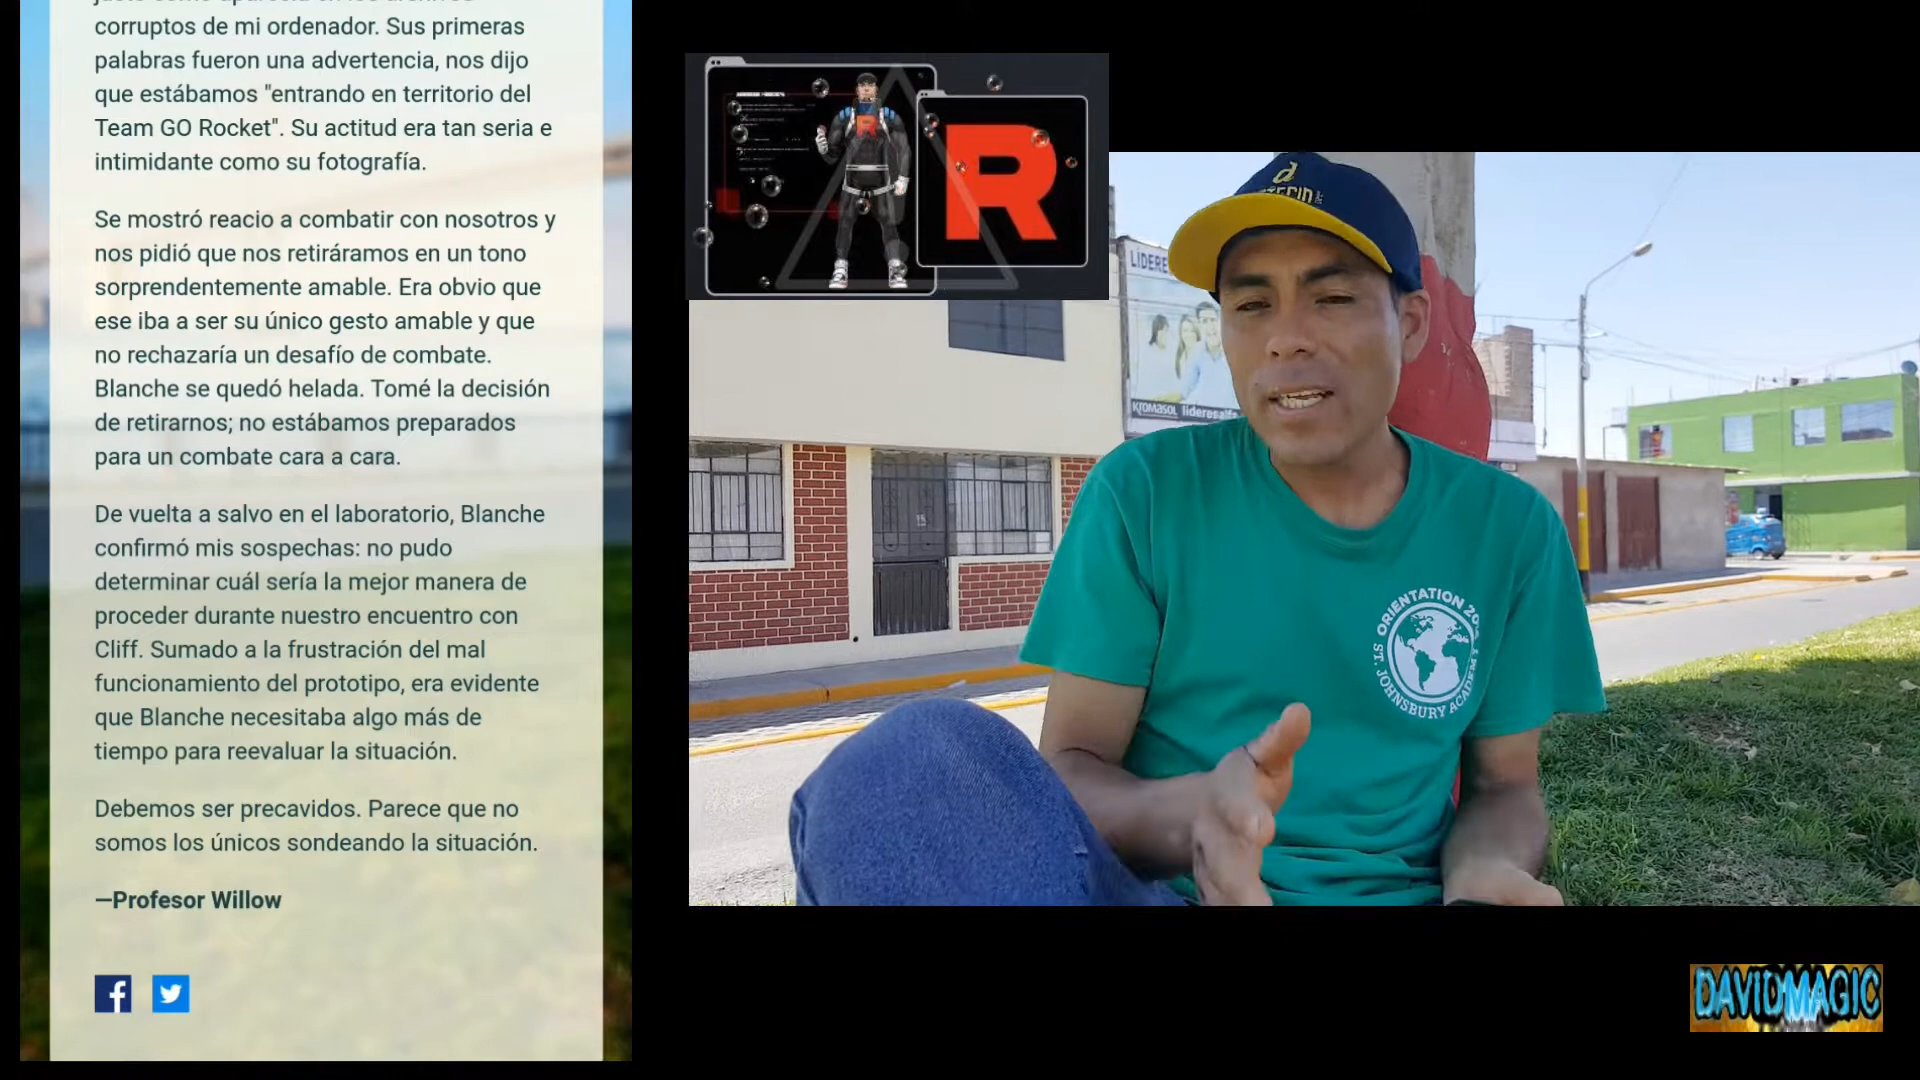 corruptos de mi ordenador. Sus primeras
palabras fueron una advertencia, nos dijo
que estábamos "entrando en territorio del
Team GO Rocket". Su actitud era tan seria e
intimidante como su fotografía.
Se mostró reacio a combatir con nosotros y
nos pidió que nos retiráramos en un tono
sorprendentemente amable. Era obvio que
ese iba a ser su único gesto amable y que
no rechazaría un desafío de combate.
Blanche se quedó helada. Tomé la decisión
de retirarnos; no estábamos preparados
para un combate cara a cara.
De vuelta a salvo en el laboratorio, Blanche
confirmó mis sospechas: no pudo
determinar cuál sería la mejor manera de
proceder durante nuestro encuentro con
Cliff. Sumado a la frustración del mal
funcionamiento del prototipo, era evidente
que Blanche necesitaba algo más de
tiempo para reevaluar la situación.
Debemos ser precavidos. Parece que no
somos los únicos sondeando la situación.
—Profesor Willow
R
R
d
LÍDERE
KROMASOL
ORIENTATION
ST. JOHNSBURY ACADEMY
DAVIDMAGIC